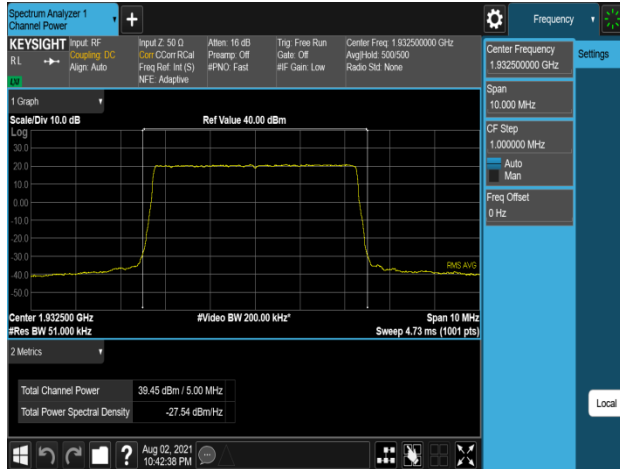 Spectrum Analyzer 1
Channel Power
Frequency
KEYSIGHT
RL
Input: RF
Coupling: DC
Align: Auto
Input Z: 50 Ω
Corr CCorr RCal
Freq Ref: Int (S)
NFE: Adaptive
Atten: 16 dB
Preamp: Off
#PNO: Fast
Trig: Free Run
Gate: Off
#IF Gain: Low
Center Freq: 1.932500000 GHz
Avg|Hold: 500/500
Radio Std: None
Center Frequency
1.932500000 GHz
Settings
Span
10.000 MHz
CF Step
1.000000 MHz
Auto
Man
Freq Offset
0 Hz
Local
1 Graph
Scale/Div 10.0 dB
Ref Value 40.00 dBm
Log
30.0
20.0
10.0
0.00
-10.0
-20.0
-30.0
-40.0
-50.0
RMS AVG
Center 1.932500 GHz
#Video BW 200.00 kHz*
Span 10 MHz
#Res BW 51.000 kHz
Sweep 4.73 ms (1001 pts)
2 Metrics
Total Channel Power 39.45 dBm / 5.00 MHz
Total Power Spectral Density -27.54 dBm/Hz
?
Aug 02, 2021
10:42:38 PM